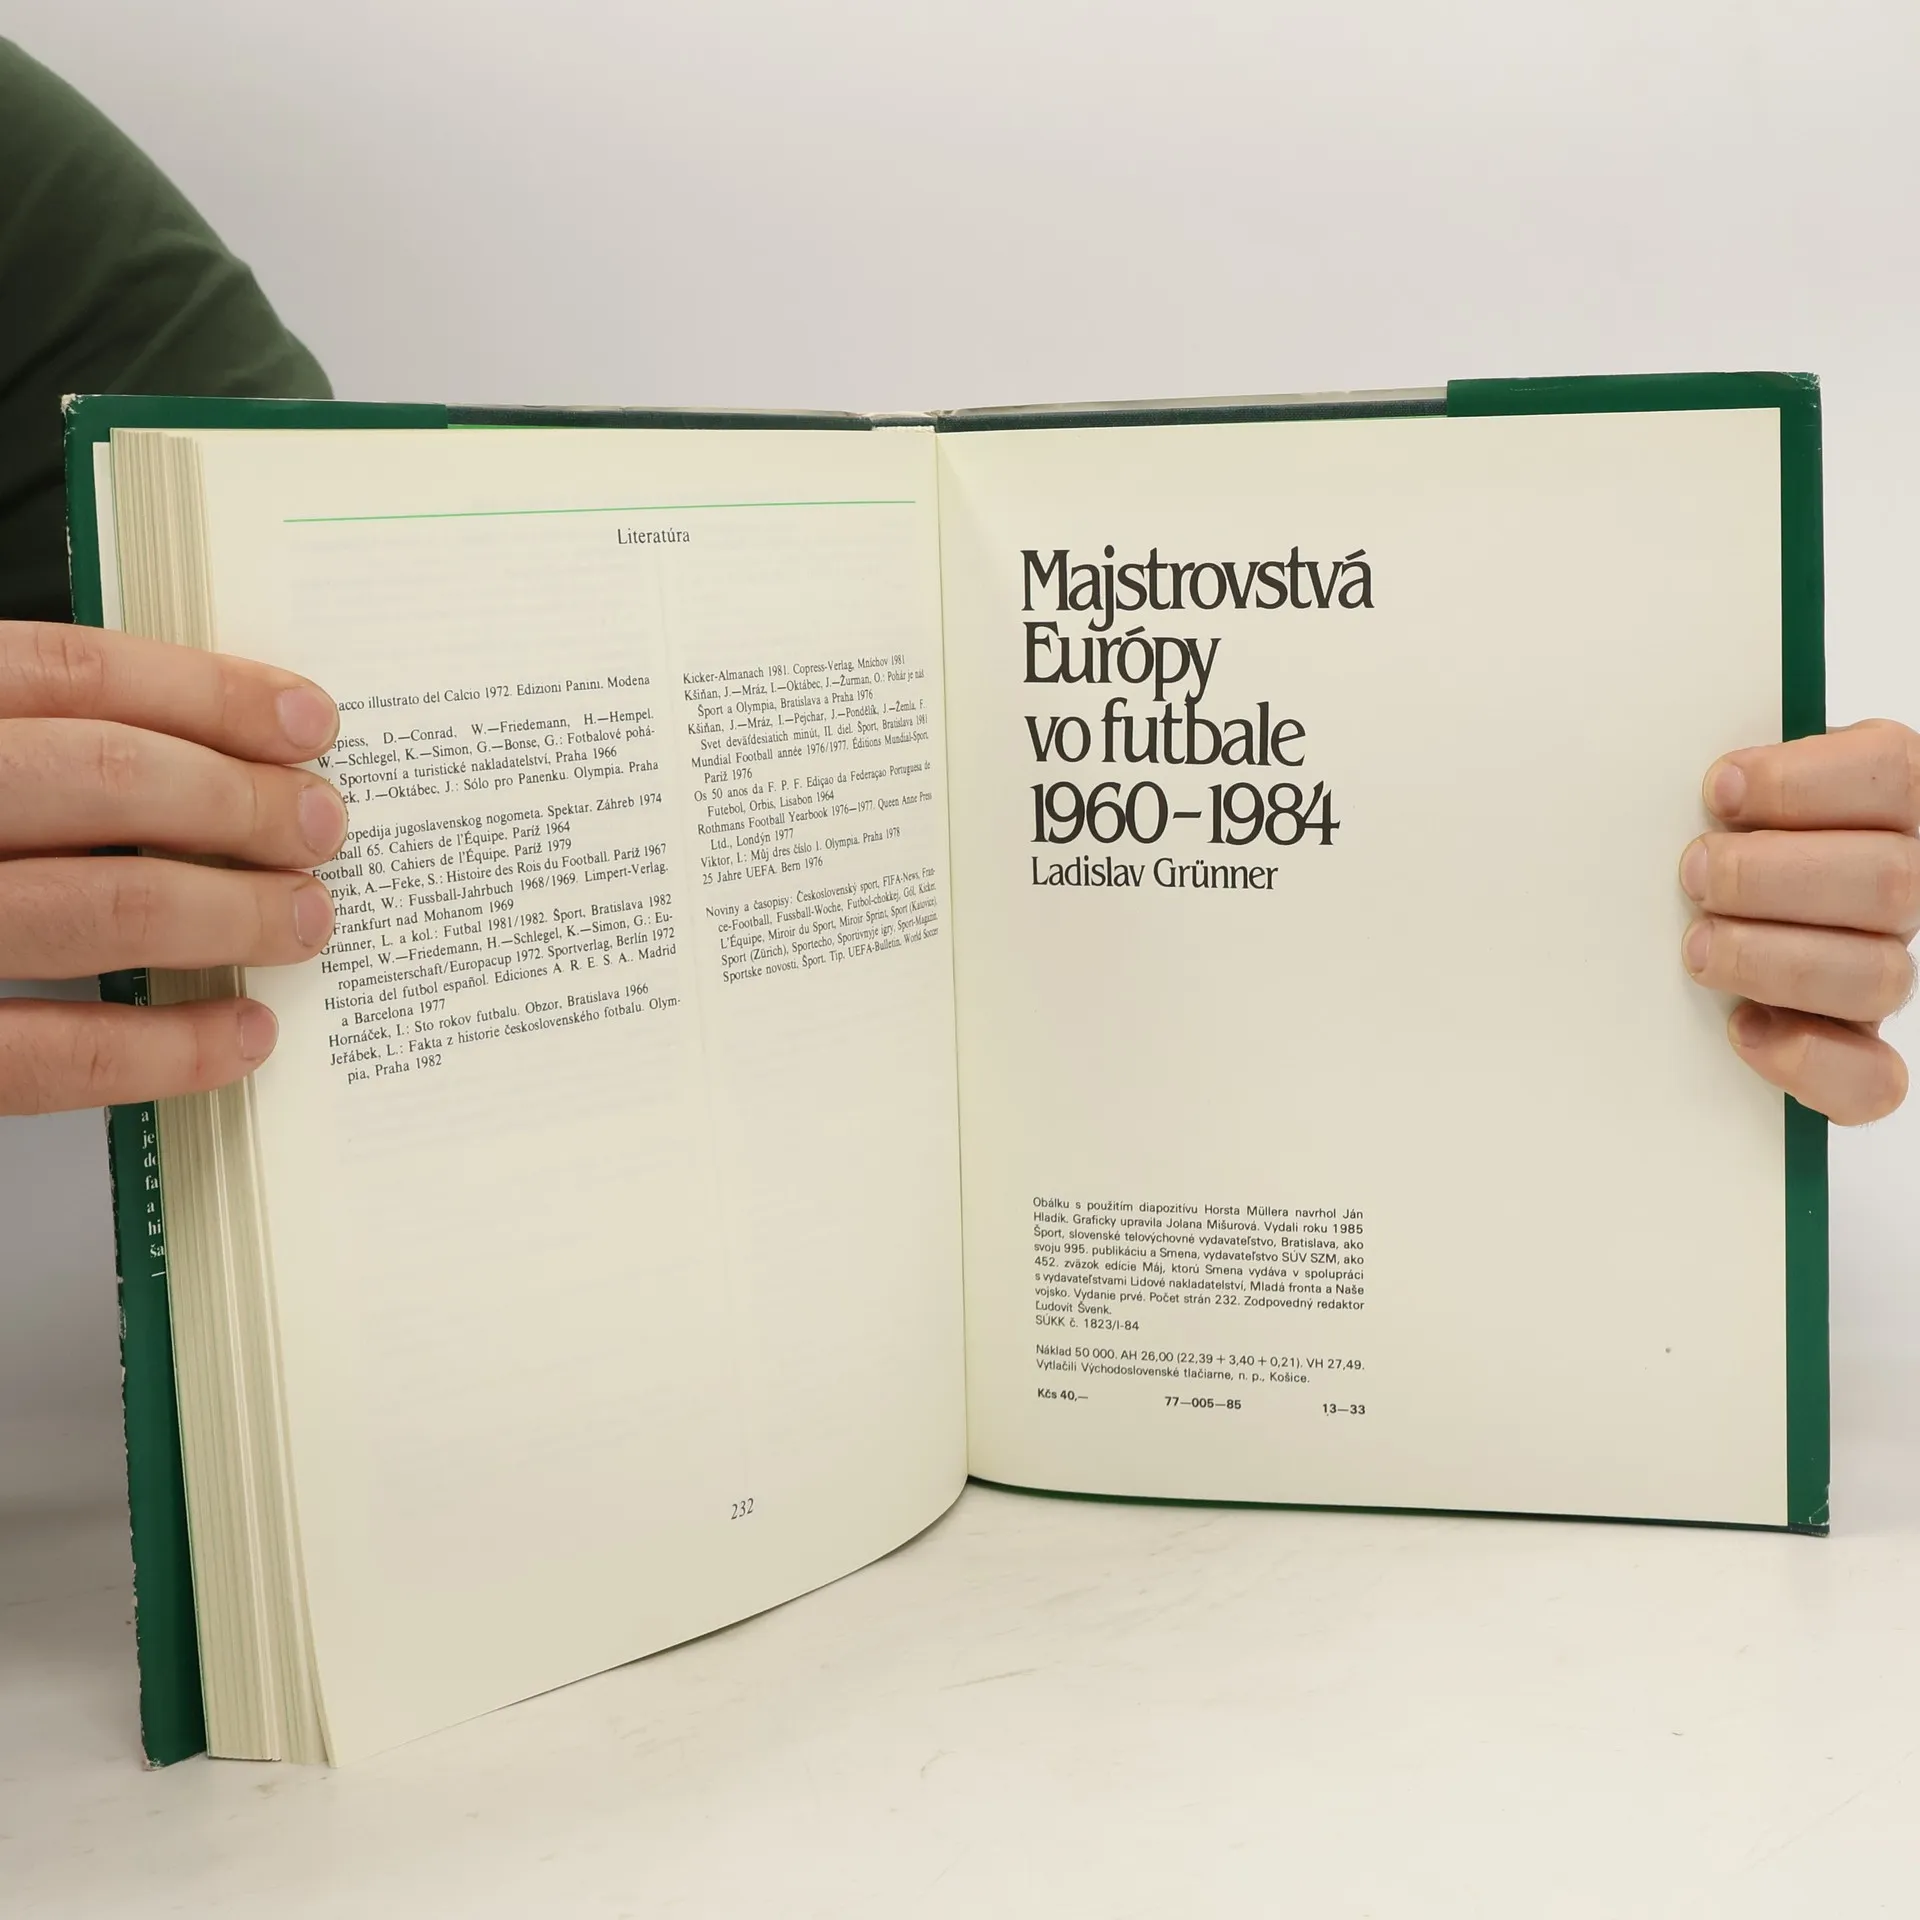 Literatúra
acco illustrato del Calcio 1972. Edizioni Panini. Modena
spiess, D.—Conrad. W.—Friedemann, H.—Hempel.
W.—Schlegel, K.—Simon, G.—Bonse, G.: Fotbalové pohá-
Sportovní a turistické nakladatelství, Praha 1966
ek, J.—Oktábec, J.: Sólo pro Panenku. Olympia. Praha
opedija jugoslavenskog nogometa. Spektar. Záhreb 1974
tball 65. Cahiers de l'Équipe. Paríž 1964
Football 80. Cahiers de l'Équipe. Paríž 1979
nyik, A.—Feke, S.: Histoire des Rois du Football. Paríž 1967
rhardt, W.: Fussball-Jahrbuch 1968/1969. Limpert-Verlag,
Frankfurt nad Mohanom 1969
Grünner, L. a kol.: Futbal 1981/1982. Šport, Bratislava 1982
Hempel, W.—Friedemann, H.—Schlegel, K.—Simon, G.: Eu-
ropameisterschaft/Europacup 1972. Sportverlag, Berlín 1972
Historia del futbol español. Ediciones A. R. E. S. A.. Madrid
a Barcelona 1977
Hornáček, I.: Sto rokov futbalu. Obzor, Bratislava 1966
Jeřábek, L.: Fakta z historie československého fotbalu. Olym-
pia, Praha 1982
Kicker-Almanach 1981. Copress-Verlag, Mníchov 1981
Kšiňan, J.—Mráz, I.—Oktábec, J.—Žurman, O.: Pohár je náš
Šport a Olympia, Bratislava a Praha 1976
Kšiňan, J.—Mráz, I.—Pejchar, J.—Pondělík, J.—Žemla, F.
Svet deväťdesiatich minút, II. diel. Šport, Bratislava 1981
Mundial Football année 1976/1977. Éditions Mundial-Sport,
Paríž 1976
Os 50 anos da F. P. F. Ediçao da Federaçao Portuguesa de
Futebol, Orbis, Lisabon 1964
Rothmans Football Yearbook 1976—1977. Queen Anne Press
Ltd., Londýn 1977
Viktor, I.: Můj dres číslo 1. Olympia. Praha 1978
25 Jahre UEFA. Bern 1976
Noviny a časopisy: Československý sport, FIFA-News, Fran-
ce-Football, Fussball-Woche, Futbol-chokkej, Gól, Kicker,
L'Équipe, Miroir du Sport, Miroir Sprint, Sport (Katovice),
Sport (Zürich), Sportecho, Sportivnyje igry, Sport-Magazin,
Sportske novosti, Šport. Tip. UEFA-Bulletin, World Soccer
232
je
a
je
do
fa
a
hi
ša
Majstrovstvá
Európy
vo futbale
1960–1984
Ladislav Grünner
Obálku s použitím diapozitívu Horsta Müllera navrhol Ján
Hladík. Graficky upravila Jolana Mišurová. Vydali roku 1985
Šport, slovenské telovýchovné vydavateľstvo, Bratislava, ako
svoju 995. publikáciu a Smena, vydavateľstvo SÚV SZM, ako
452. zväzok edície Máj, ktorú Smena vydáva v spolupráci
s vydavateľstvami Lidové nakladatelství, Mladá fronta a Naše
vojsko. Vydanie prvé. Počet strán 232. Zodpovedný redaktor
Ľudovít Švenk.
SÚKK č. 1823/I-84
Náklad 50 000. AH 26,00 (22,39 + 3,40 + 0,21). VH 27,49.
Vytlačili Východoslovenské tlačiarne, n. p., Košice.
Kčs 40,— 77—005—85 13—33